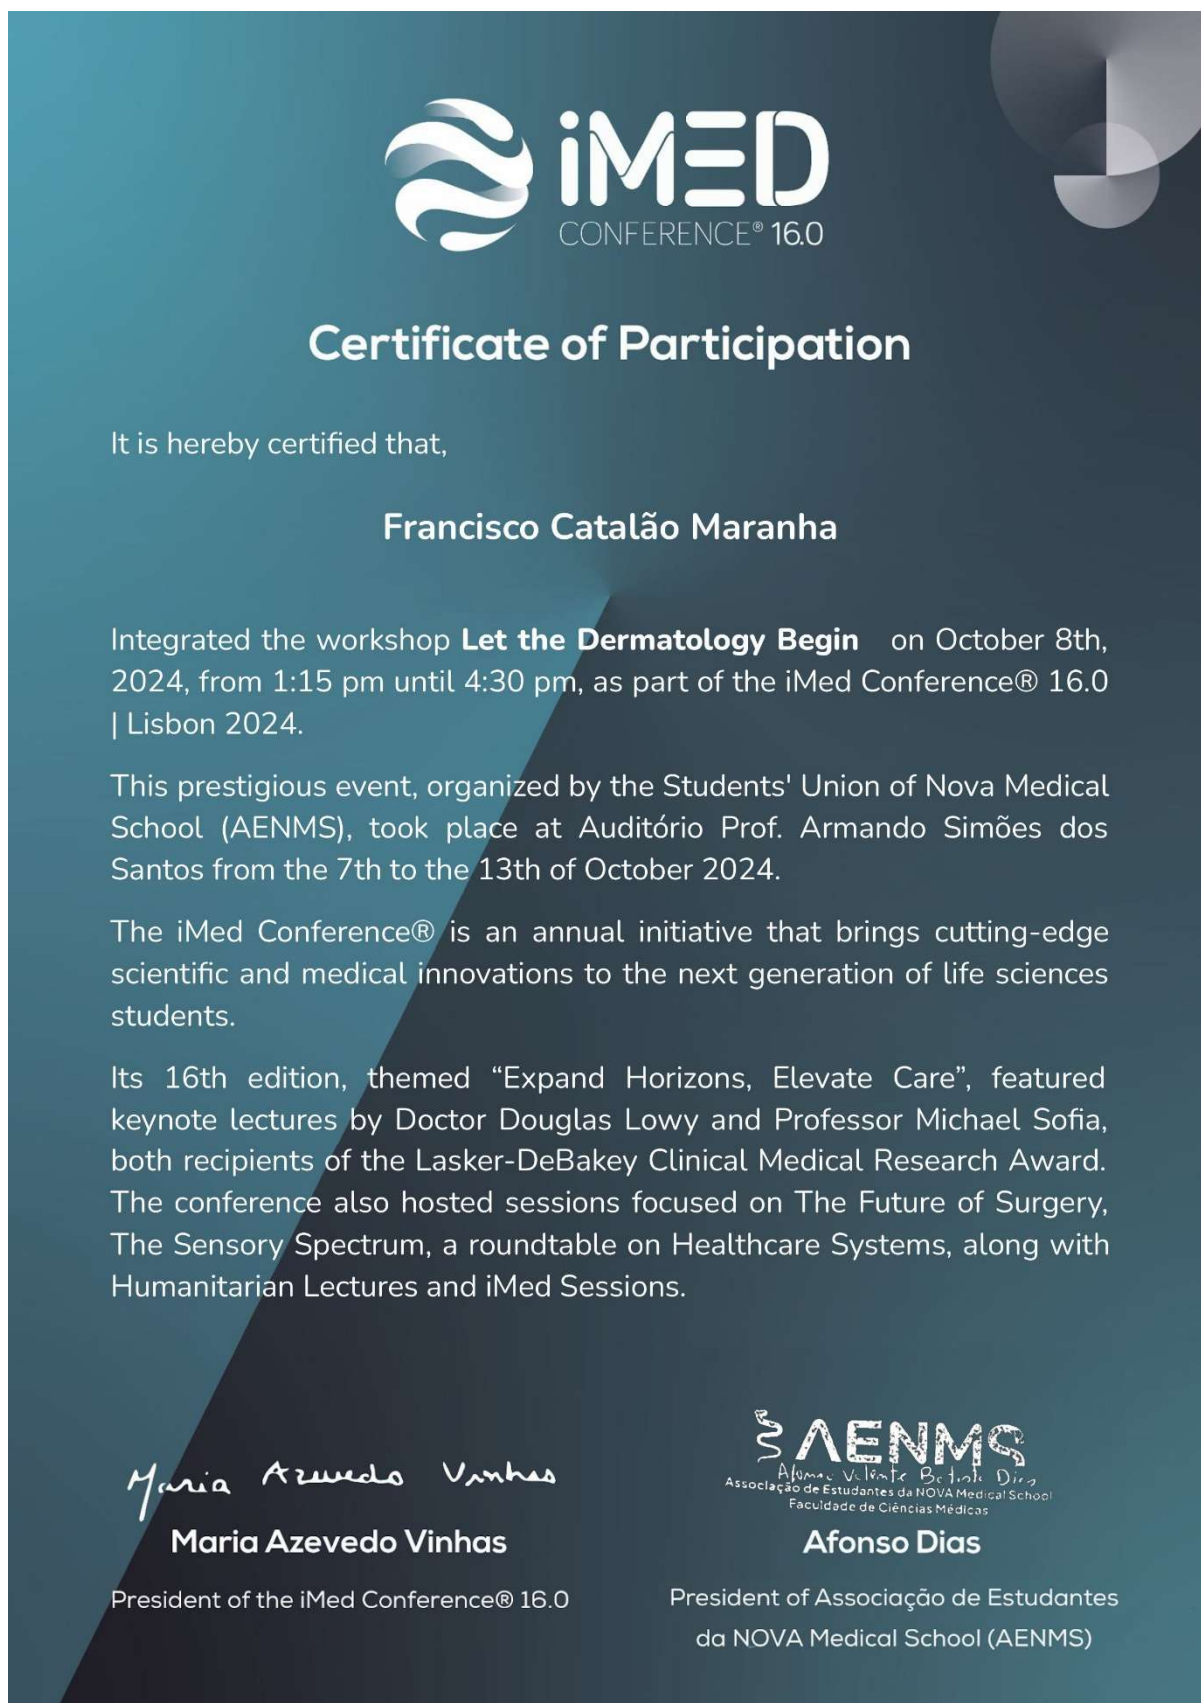 iMED
CONFERENCE® 16.0
Certificate of Participation
It is hereby certified that,
Francisco Catalão Maranha
Integrated the workshop Let the Dermatology Begin on October 8th,
2024, from 1:15 pm until 4:30 pm, as part of the iMed Conference® 16.0
| Lisbon 2024.
This prestigious event, organized by the Students' Union of Nova Medical
School (AENMS), took place at Auditório Prof. Armando Simões dos
Santos from the 7th to the 13th of October 2024.
The iMed Conference® is an annual initiative that brings cutting-edge
scientific and medical innovations to the next generation of life sciences
students.
Its 16th edition, themed “Expand Horizons, Elevate Care”, featured
keynote lectures by Doctor Douglas Lowy and Professor Michael Sofia,
both recipients of the Lasker-DeBakey Clinical Medical Research Award.
The conference also hosted sessions focused on The Future of Surgery,
The Sensory Spectrum, a roundtable on Healthcare Systems, along with
Humanitarian Lectures and iMed Sessions.
Maria Azevedo Vinhas
Maria Azevedo Vinhas
President of the iMed Conference® 16.0
AENMS
Afonso Valente Batista Dias
Associação de Estudantes da NOVA Medical School
Faculdade de Ciências Médicas
Afonso Dias
President of Associação de Estudantes
da NOVA Medical School (AENMS)